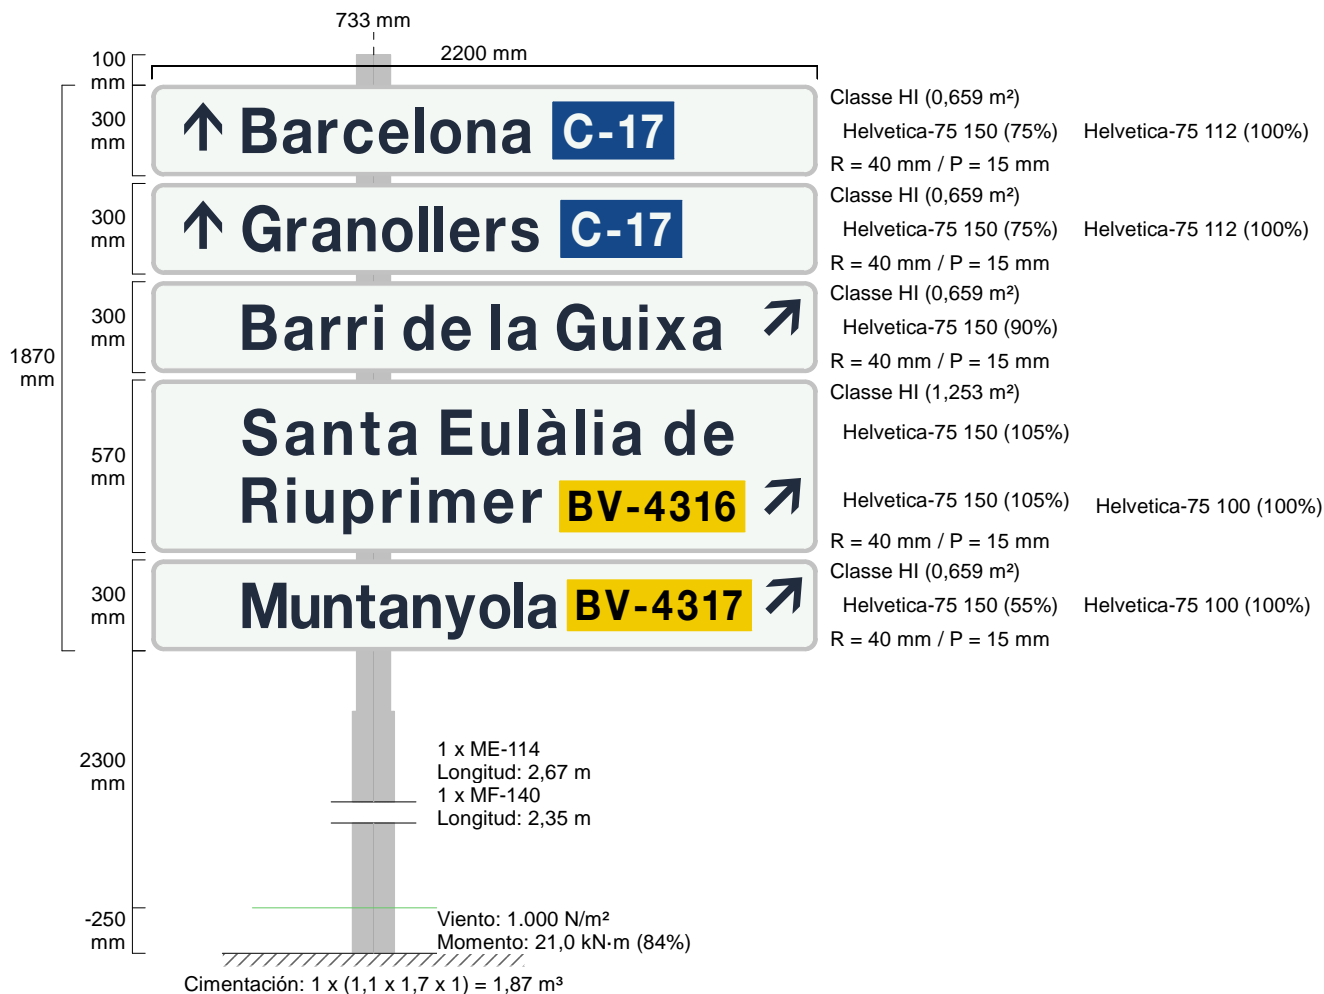 733 mm
2200 mm
100 mm
300 mm
Barcelona C-17
Classe HI (0,659 m²)
Helvetica-75 150 (75%) Helvetica-75 112 (100%)
R = 40 mm / P = 15 mm
300 mm
Granollers C-17
Classe HI (0,659 m²)
Helvetica-75 150 (75%) Helvetica-75 112 (100%)
R = 40 mm / P = 15 mm
300 mm
Barri de la Guixa
Classe HI (0,659 m²)
Helvetica-75 150 (90%)
R = 40 mm / P = 15 mm
1870 mm
570 mm
Santa Eulàlia de
Riuprimer BV-4316
Classe HI (1,253 m²)
Helvetica-75 150 (105%)
Helvetica-75 150 (105%) Helvetica-75 100 (100%)
R = 40 mm / P = 15 mm
300 mm
Muntanyola BV-4317
Classe HI (0,659 m²)
Helvetica-75 150 (55%) Helvetica-75 100 (100%)
R = 40 mm / P = 15 mm
2300 mm
1 x ME-114
Longitud: 2,67 m
1 x MF-140
Longitud: 2,35 m
-250 mm
Viento: 1.000 N/m²
Momento: 21,0 kN·m (84%)
Cimentación: 1 x (1,1 x 1,7 x 1) = 1,87 m³